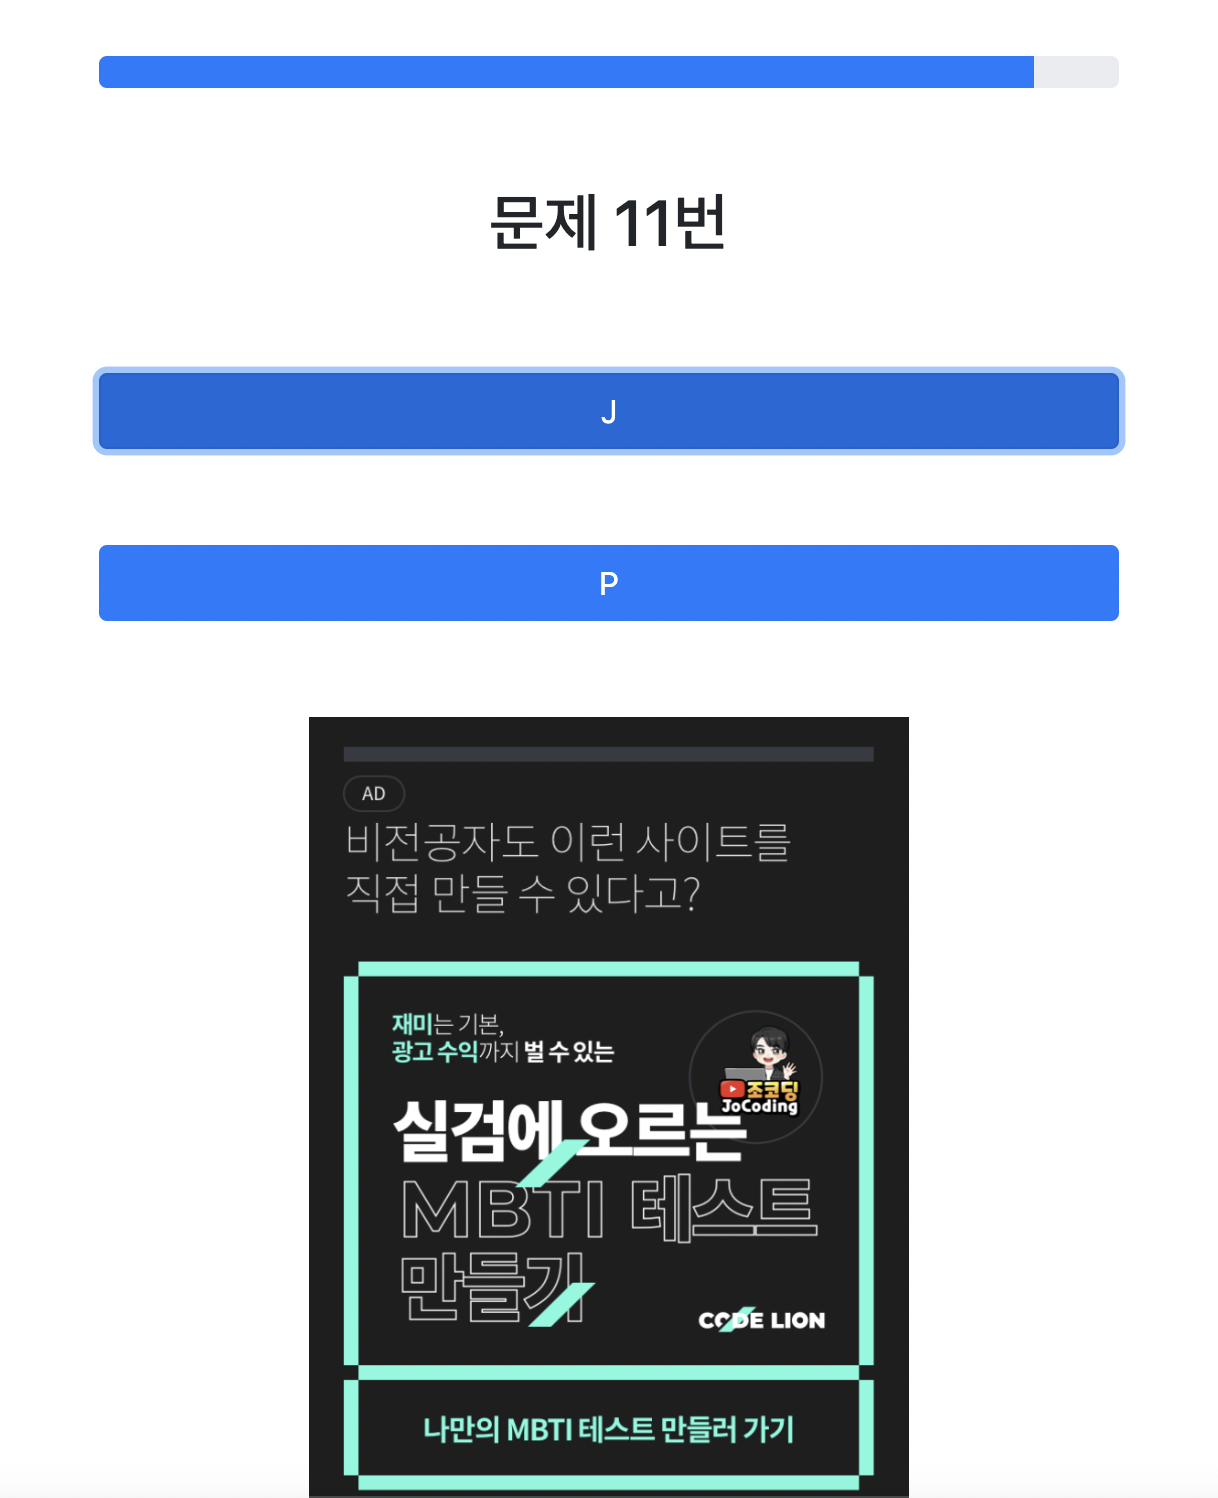 문제 11번
J
P
AD
비전공자도 이런 사이트를
직접 만들 수 있다고?
재미는 기본,
광고 수익까지 벌 수 있는
조코딩
JoCoding
실검에 오르는
MBTI 테스트
만들기
CODE LION
나만의 MBTI 테스트 만들러 가기